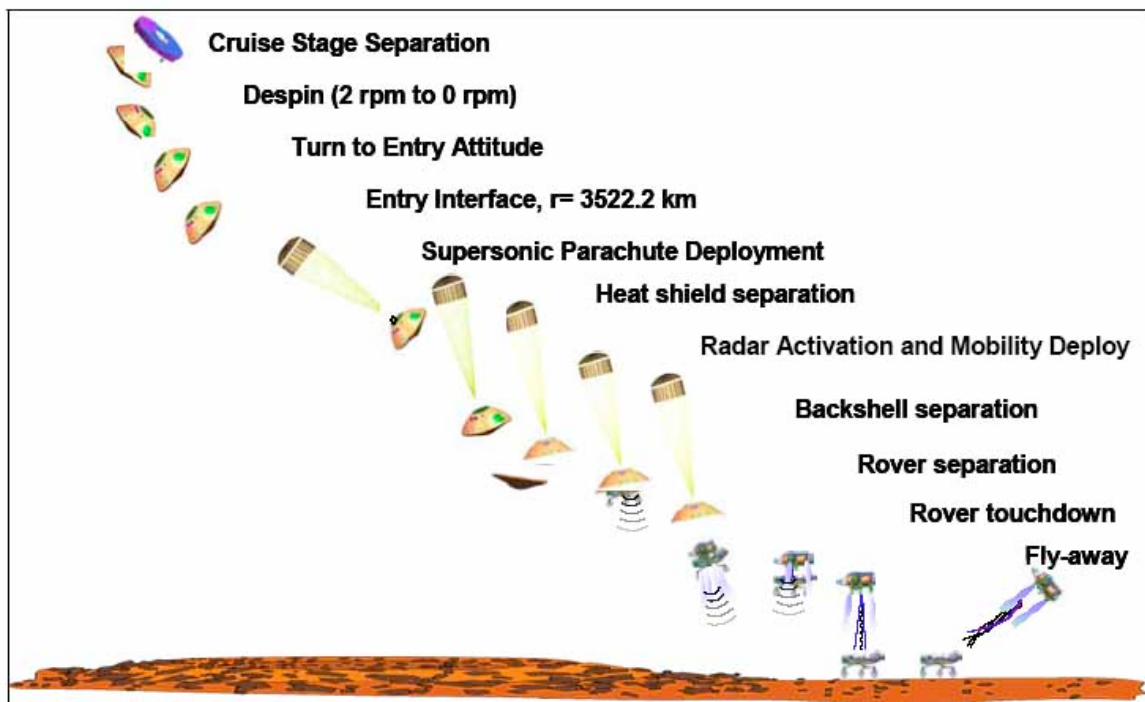 Cruise Stage Separation
Despin (2 rpm to 0 rpm)
Turn to Entry Attitude
Entry Interface, r= 3522.2 km
Supersonic Parachute Deployment
Heat shield separation
Radar Activation and Mobility Deploy
Backshell separation
Rover separation
Rover touchdown
Fly-away